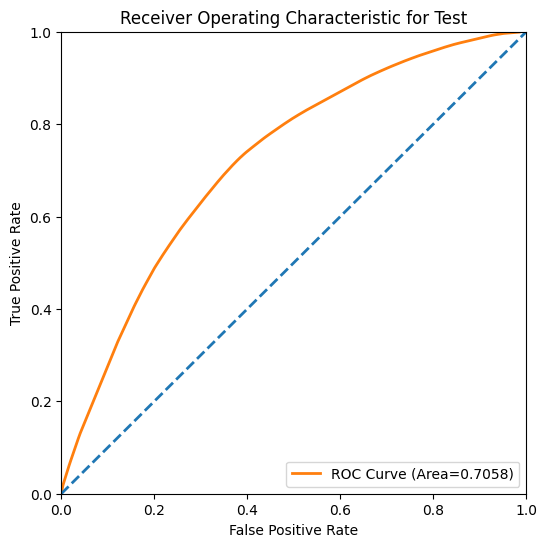 Receiver Operating Characteristic for Test
True Positive Rate
1.0
0.8
0.6
0.4
0.2
0.0
ROC Curve (Area=0.7058)
0.0 0.2 0.4 0.6 0.8 1.0
False Positive Rate